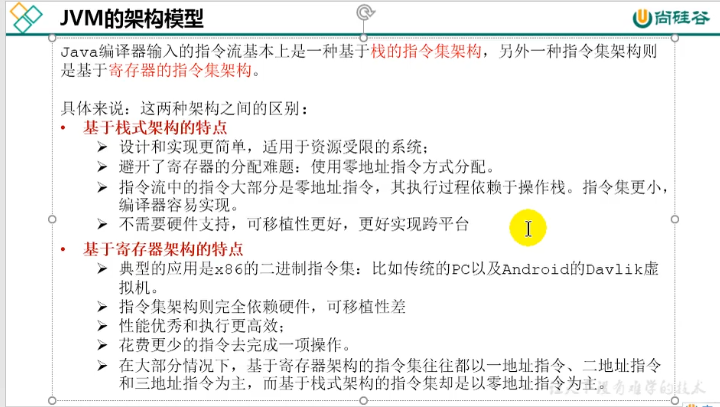 JVM的架构模型
尚硅谷
Java编译器输入的指令流基本上是一种基于栈的指令集架构，另外一种指令集架构则
是基于寄存器的指令集架构。
具体来说：这两种架构之间的区别：
• 基于栈式架构的特点
➢ 设计和实现更简单，适用于资源受限的系统；
➢ 避开了寄存器的分配难题：使用零地址指令方式分配。
➢ 指令流中的指令大部分是零地址指令，其执行过程依赖于操作栈。指令集更小，
编译器容易实现。
➢ 不需要硬件支持，可移植性更好，更好实现跨平台
• 基于寄存器架构的特点
➢ 典型的应用是x86的二进制指令集：比如传统的PC以及Android的Davlik虚
拟机。
➢ 指令集架构则完全依赖硬件，可移植性差
➢ 性能优秀和执行更高效；
➢ 花费更少的指令去完成一项操作。
➢ 在大部分情况下，基于寄存器架构的指令集往往都以一地址指令、二地址指令
和三地址指令为主，而基于栈式架构的指令集却是以零地址指令为主。